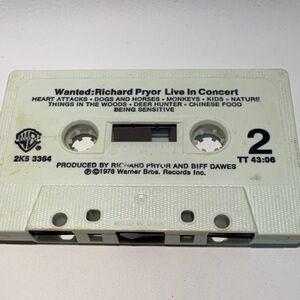 Wanted: Richard Pryor Live In Concert
HEART ATTACKS • DOGS AND HORSES • MONKEYS • KIDS • NATURE
THINGS IN THE WOODS • DEER HUNTER • CHINESE FOOD
BEING SENSITIVE
2K5 3364
2
TT 43:06
PRODUCED BY RICHARD PRYOR AND BIFF DAWES
℗©1978 Warner Bros. Records Inc.